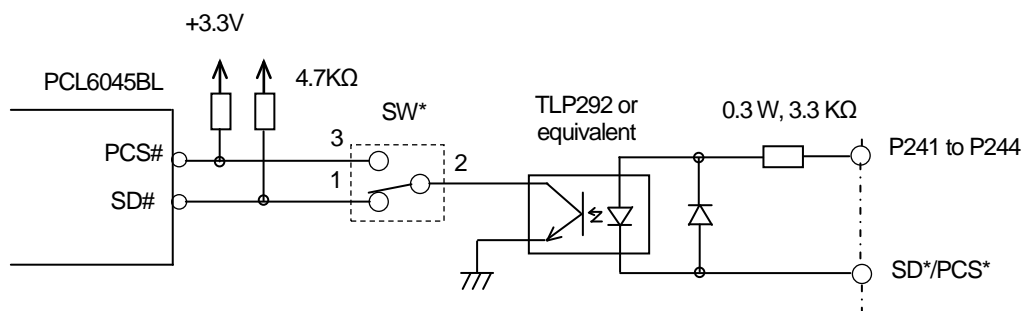 +3.3V
PCL6045BL
4.7KΩ
SW*
TLP292 or
equivalent
0.3 W, 3.3 KΩ
PCS#
3
P241 to P244
1
2
SD#
SD*/PCS*